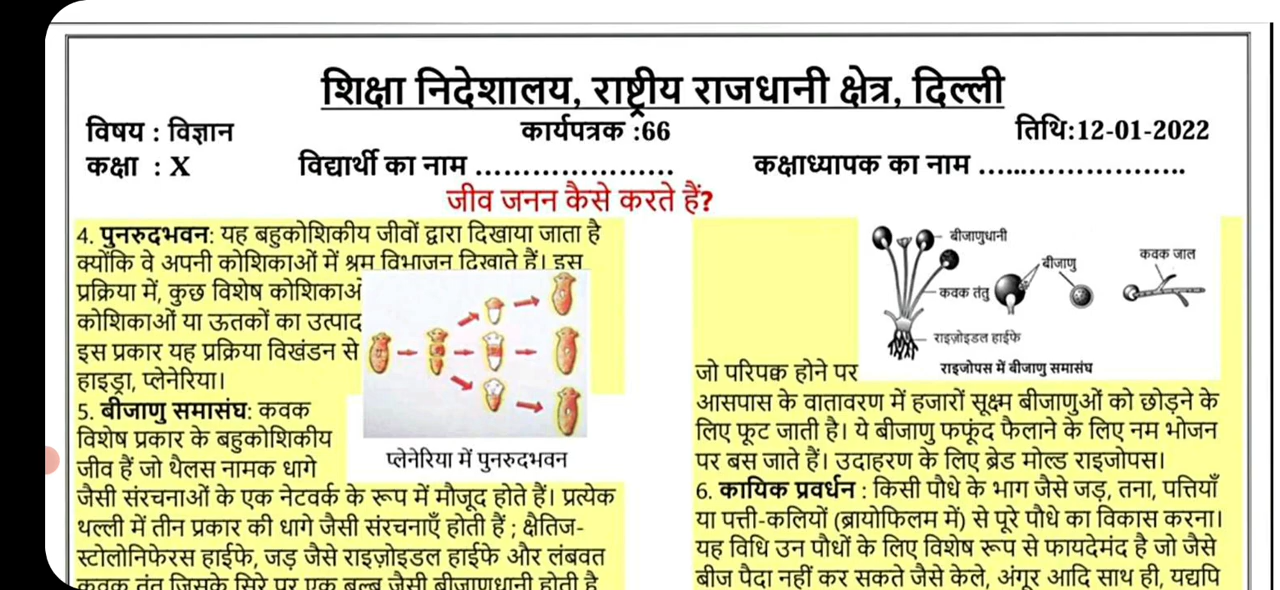 शिक्षा निदेशालय, राष्ट्रीय राजधानी क्षेत्र, दिल्ली
विषय : विज्ञान कार्यपत्रक :66 तिथि:12-01-2022
कक्षा : X विद्यार्थी का नाम ………………….. कक्षाध्यापक का नाम …...………………..
जीव जनन कैसे करते हैं?
4. पुनरुदभवन: यह बहुकोशिकीय जीवों द्वारा दिखाया जाता है
क्योंकि वे अपनी कोशिकाओं में श्रम विभाजन दिखाते हैं। इस
प्रक्रिया में, कुछ विशेष कोशिकाओं
कोशिकाओं या ऊतकों का उत्पाद
इस प्रकार यह प्रक्रिया विखंडन से
हाइड्रा, प्लेनेरिया।
5. बीजाणु समासंघ: कवक
विशेष प्रकार के बहुकोशिकीय
जीव हैं जो थैलस नामक धागे
प्लेनेरिया में पुनरुदभवन
जैसी संरचनाओं के एक नेटवर्क के रूप में मौजूद होते हैं। प्रत्येक
थल्ली में तीन प्रकार की धागे जैसी संरचनाएँ होती हैं ; क्षैतिज-
स्टोलोनिफेरस हाईफे, जड़ जैसे राइज़ोइडल हाईफे और लंबवत
कवक तंतु जिसके सिरे पर एक बल्ब जैसी बीजाणुधानी होती है
बीजाणुधानी
बीजाणु
कवक जाल
कवक तंतु
राइज़ोइडल हाईफे
राइजोपस में बीजाणु समासंघ
जो परिपक्व होने पर
आसपास के वातावरण में हजारों सूक्ष्म बीजाणुओं को छोड़ने के
लिए फूट जाती है। ये बीजाणु फफूंद फैलाने के लिए नम भोजन
पर बस जाते हैं। उदाहरण के लिए ब्रेड मोल्ड राइजोपस।
6. कायिक प्रवर्धन : किसी पौधे के भाग जैसे जड़, तना, पत्तियाँ
या पत्ती-कलियों (ब्रायोफिलम में) से पूरे पौधे का विकास करना।
यह विधि उन पौधों के लिए विशेष रूप से फायदेमंद है जो जैसे
बीज पैदा नहीं कर सकते जैसे केले, अंगूर आदि साथ ही, यद्यपि